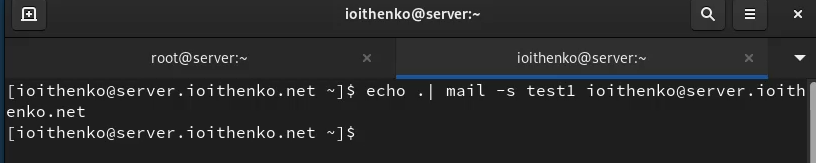 ioithenko@server:~
root@server:~
ioithenko@server:~
[ioithenko@server.ioithenko.net ~]$ echo .| mail -s test1 ioithenko@server.ioith
enko.net
[ioithenko@server.ioithenko.net ~]$